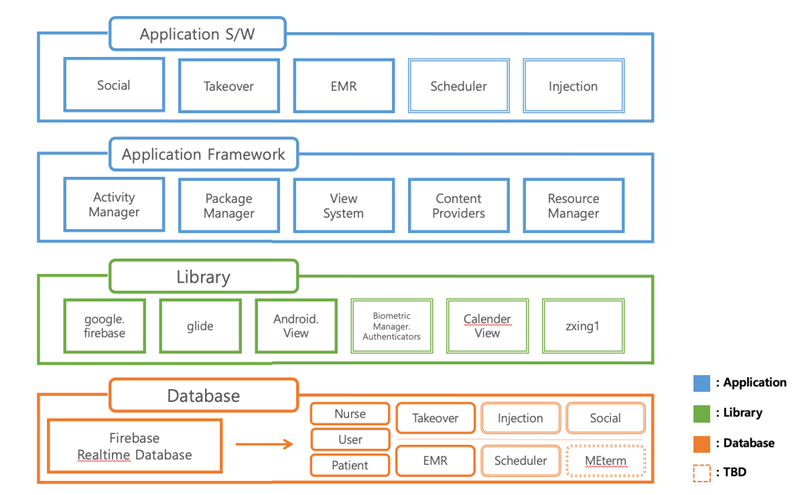 Application S/W
Social
Takeover
EMR
Scheduler
Injection
Application Framework
Activity
Manager
Package
Manager
View
System
Content
Providers
Resource
Manager
Library
google.
firebase
glide
Android.
View
Biometric
Manager.
Authenticators
Calender
View
zxing1
Database
Firebase
Realtime Database
Nurse
User
Patient
Takeover
Injection
Social
EMR
Scheduler
MEterm
: Application
: Library
: Database
: TBD